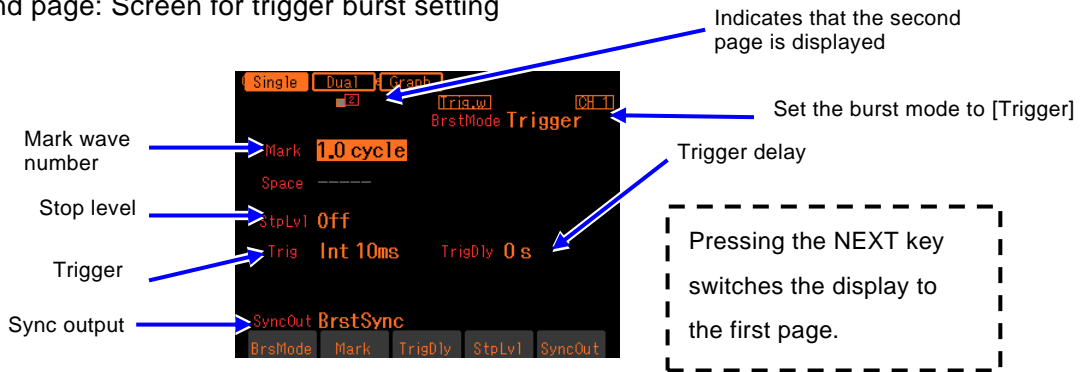 nd page: Screen for trigger burst setting
Indicates that the second
page is displayed
Single Dual Graph
2
Trig.w CH 1
BrstMode Trigger
Set the burst mode to [Trigger]
Mark wave
number
Mark 1.0 cycle
Trigger delay
Space -----
Stop level
StpLvl Off
Trigger
Trig Int 10ms TrigDly 0 s
Pressing the NEXT key
switches the display to
the first page.
Sync output
SyncOut BrstSync
BrsMode Mark TrigDly StpLvl SyncOut